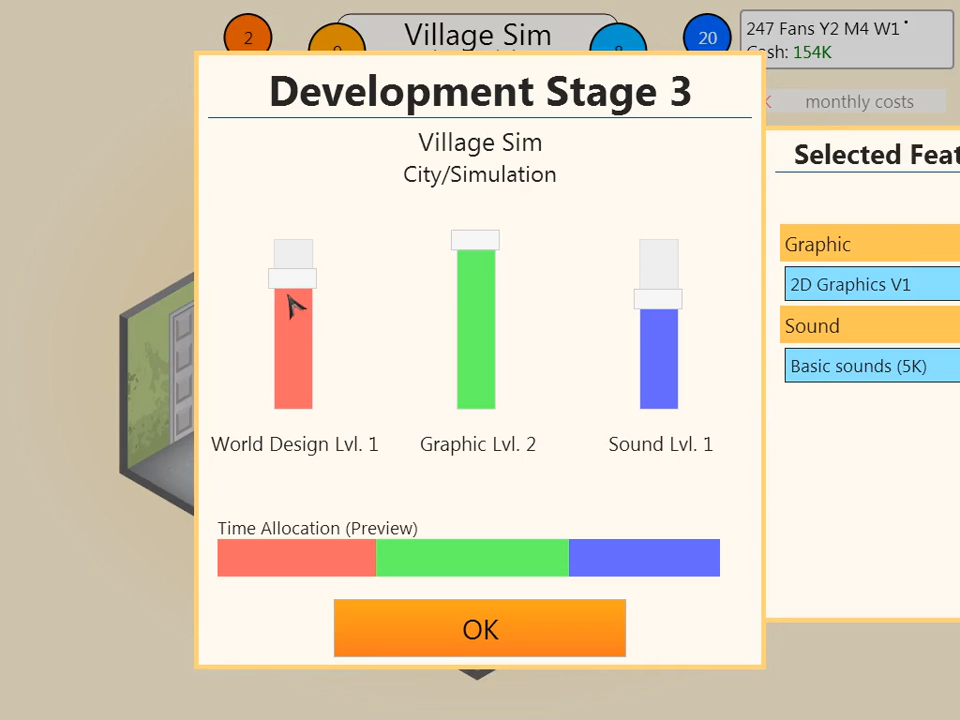 2
Village Sim
20
247 Fans Y2 M4 W1
Cash: 154K
K monthly costs
Development Stage 3
Village Sim
City/Simulation
World Design Lvl. 1
Graphic Lvl. 2
Sound Lvl. 1
Time Allocation (Preview)
OK
Selected Feat
Graphic
2D Graphics V1
Sound
Basic sounds (5K)